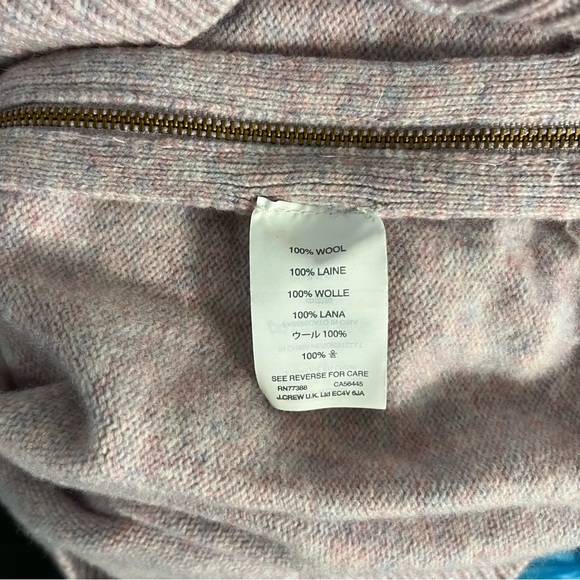 100% WOOL
100% LAINE
100% WOLLE
100% LANA
ウール 100%
100% 羊毛
SEE REVERSE FOR CARE
RN77388 CA56445
J.CREW U.K. Ltd EC4V 6JA